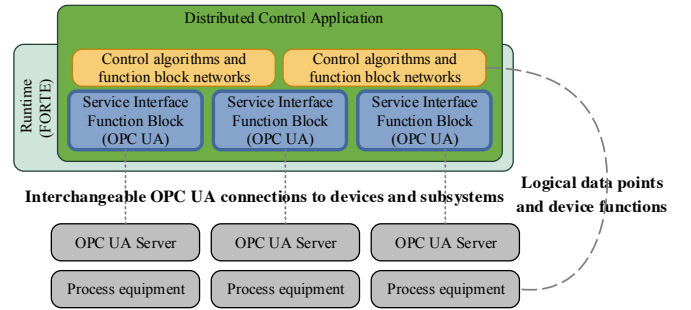 Distributed Control Application
Control algorithms and
function block networks
Control algorithms and
function block networks
Runtime
(FORTE)
Service Interface
Function Block
(OPC UA)
Service Interface
Function Block
(OPC UA)
Service Interface
Function Block
(OPC UA)
Interchangeable OPC UA connections to devices and subsystems
Logical data points
and device functions
OPC UA Server
OPC UA Server
OPC UA Server
Process equipment
Process equipment
Process equipment